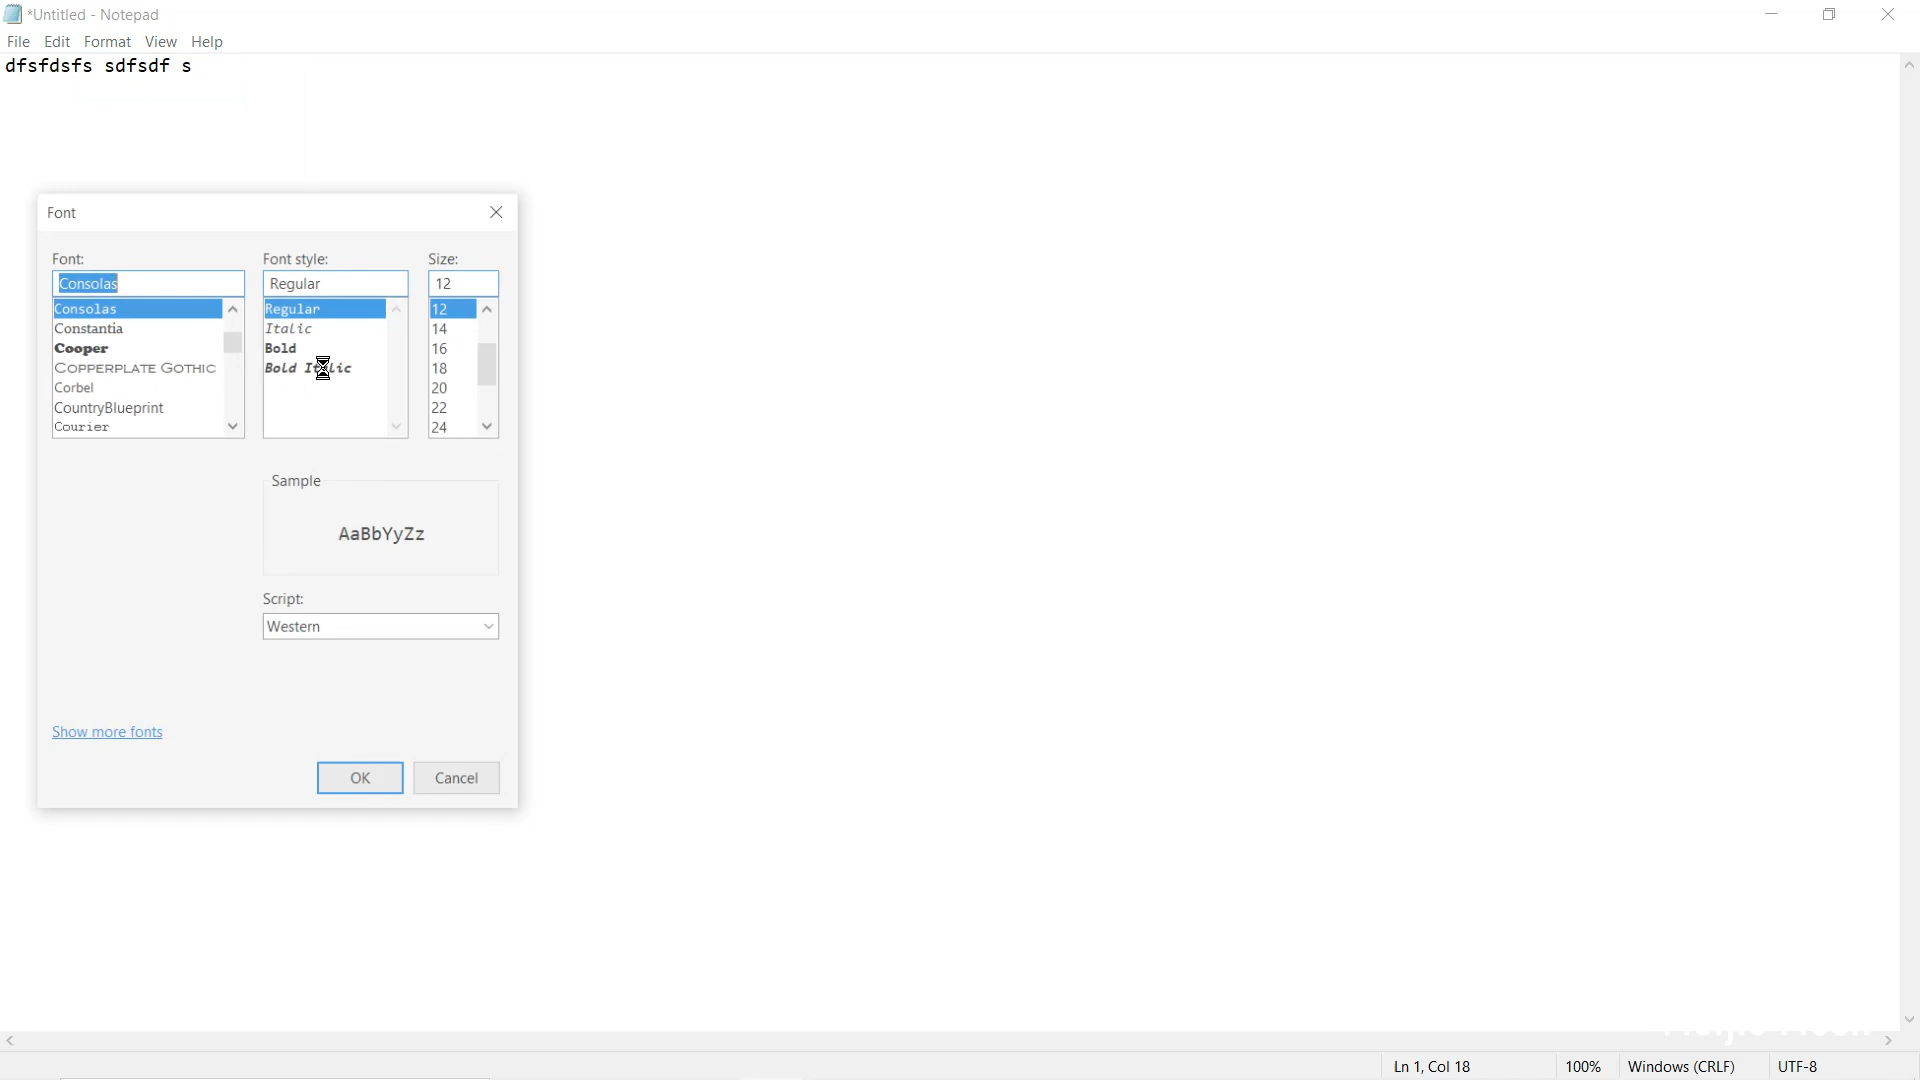 *Untitled - Notepad
File Edit Format View Help
dfsfdsfs sdfsdf s
Font
Font: Font style: Size:
Consolas Regular 12
Consolas Regular 12
Constantia Italic 14
Cooper Bold 16
Copperplate Gothic Bold Italic 18
Corbel 20
CountryBlueprint 22
Courier 24
Sample
AaBbYyZz
Script:
Western
Show more fonts
OK Cancel
Ln 1, Col 18 100% Windows (CRLF) UTF-8